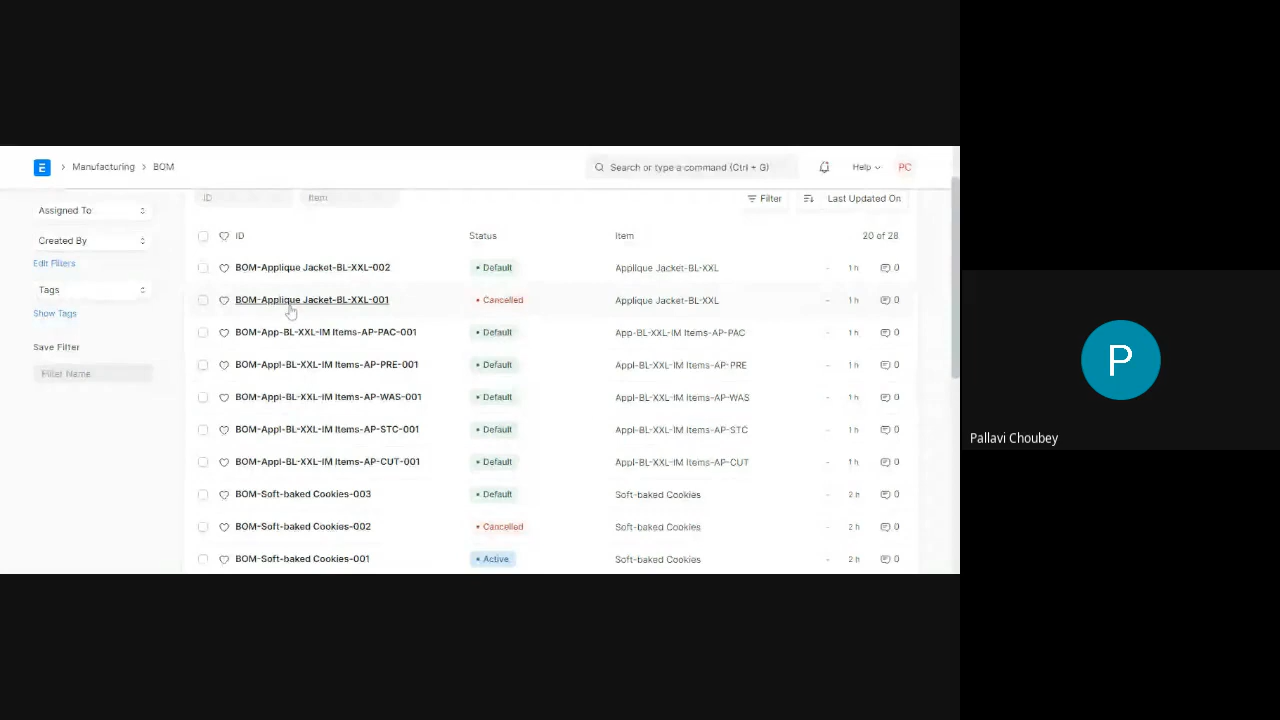 E > Manufacturing > BOM Search or type a command (Ctrl + G) Help PC
Assigned To ID Item Filter Last Updated On
Created By ID Status Item 20 of 28
Edit Filters
Tags
Show Tags
Save Filter
Filter Name
BOM-Applique Jacket-BL-XXL-002 • Default Applique Jacket-BL-XXL - 1 h 0
BOM-Applique Jacket-BL-XXL-001 • Cancelled Applique Jacket-BL-XXL - 1 h 0
BOM-App-BL-XXL-IM Items-AP-PAC-001 • Default App-BL-XXL-IM Items-AP-PAC - 1 h 0
BOM-Appl-BL-XXL-IM Items-AP-PRE-001 • Default Appl-BL-XXL-IM Items-AP-PRE - 1 h 0
BOM-Appl-BL-XXL-IM Items-AP-WAS-001 • Default Appl-BL-XXL-IM Items-AP-WAS - 1 h 0
BOM-Appl-BL-XXL-IM Items-AP-STC-001 • Default Appl-BL-XXL-IM Items-AP-STC - 1 h 0
BOM-Appl-BL-XXL-IM Items-AP-CUT-001 • Default Appl-BL-XXL-IM Items-AP-CUT - 1 h 0
BOM-Soft-baked Cookies-003 • Default Soft-baked Cookies - 2 h 0
BOM-Soft-baked Cookies-002 • Cancelled Soft-baked Cookies - 2 h 0
BOM-Soft-baked Cookies-001 • Active Soft-baked Cookies - 2 h 0
P
Pallavi Choubey